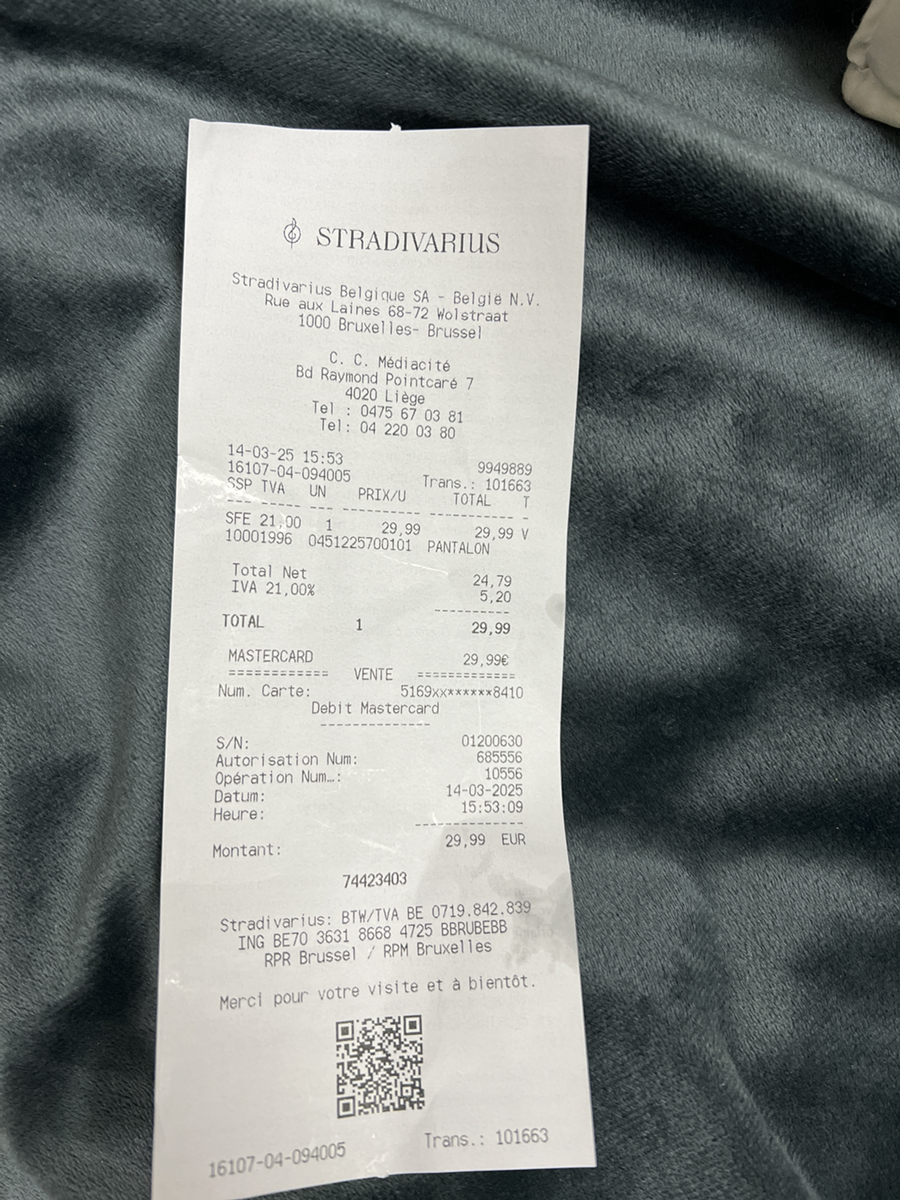 STRADIVARIUS
Stradivarius Belgique SA - België N.V.
Rue aux Laines 68-72 Wolstraat
1000 Bruxelles- Brussel
C. C. Médiacité
Bd Raymond Pointcaré 7
4020 Liège
Tel : 0475 67 03 81
Tel: 04 220 03 80
14-03-25 15:53 9949889
16107-04-094005 Trans.: 101663
SSP TVA UN PRIX/U TOTAL T
--- ----- --- ---------- ---------- -
SFE 21,00 1 29,99 29,99 V
10001996 0451225700101 PANTALON
Total Net 24,79
IVA 21,00% 5,20
----------
TOTAL 1 29,99
MASTERCARD 29,99€
============ VENTE ============
Num. Carte: 5169xx******8410
Debit Mastercard
--------------
S/N: 01200630
Autorisation Num: 685556
Opération Num…: 10556
Datum: 14-03-2025
Heure: 15:53:09
--------------
Montant: 29,99 EUR
74423403
Stradivarius: BTW/TVA BE 0719.842.839
ING BE70 3631 8668 4725 BBRUBEBB
RPR Brussel / RPM Bruxelles
Merci pour votre visite et à bientôt.
16107-04-094005 Trans.: 101663